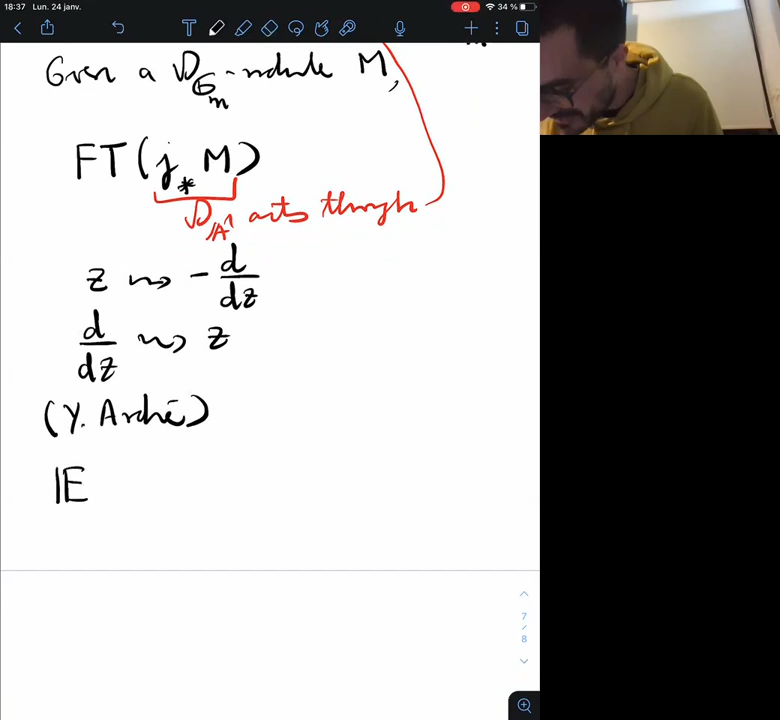 18:37 Lun. 24 janv. 34 %
Given a D_{G_m}-module M,
FT(j_* M)
D_{A^1} acts through
z ⇝ - d/dz
d/dz ⇝ z
(Y. André)
𝔼
7 / 8